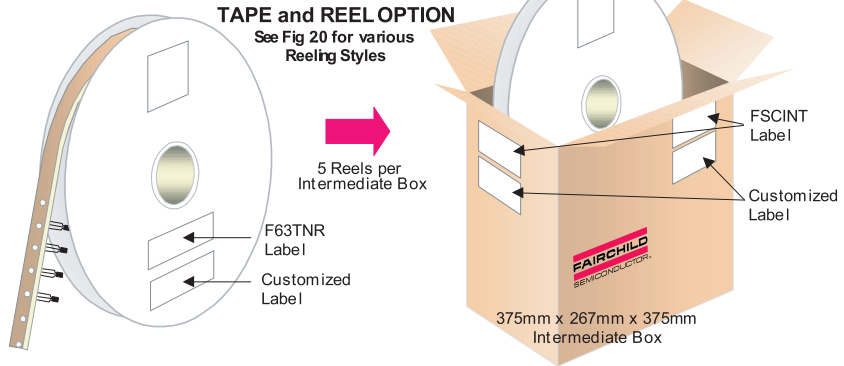 TAPE and REEL OPTION
See Fig 20 for various
Reeling Styles
5 Reels per
Intermediate Box
F63TNR
Label
Customized
Label
FSCINT
Label
Customized
Label
FAIRCHILD
SEMICONDUCTOR™
375mm x 267mm x 375mm
Intermediate Box